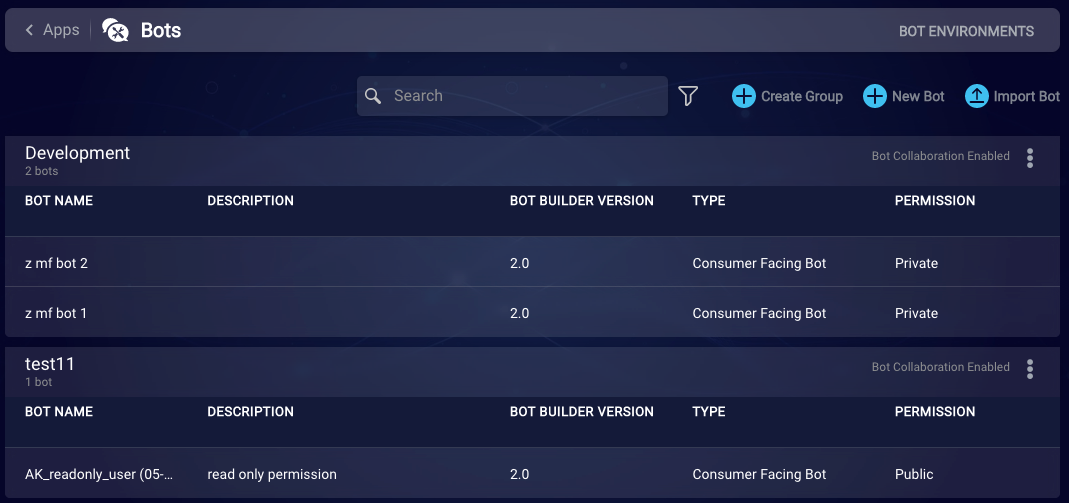 Apps Bots BOT ENVIRONMENTS
Search Create Group New Bot Import Bot
Development Bot Collaboration Enabled
2 bots
BOT NAME DESCRIPTION BOT BUILDER VERSION TYPE PERMISSION
z mf bot 2 2.0 Consumer Facing Bot Private
z mf bot 1 2.0 Consumer Facing Bot Private
test11 Bot Collaboration Enabled
1 bot
BOT NAME DESCRIPTION BOT BUILDER VERSION TYPE PERMISSION
AK_readonly_user (05-... read only permission 2.0 Consumer Facing Bot Public